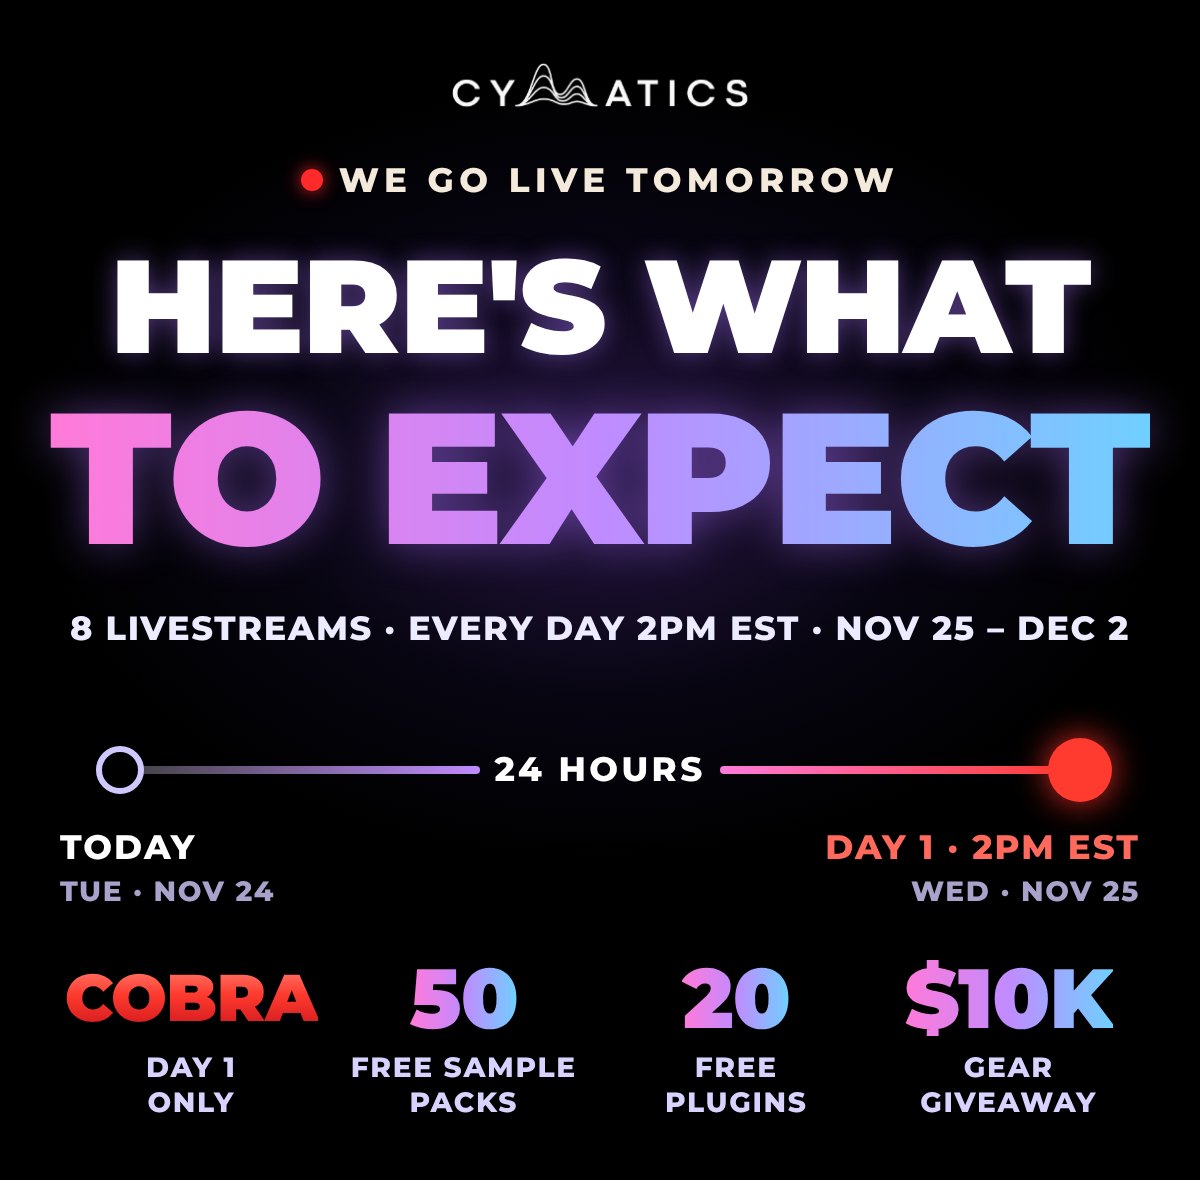 CYMATICS
WE GO LIVE TOMORROW
HERE'S WHAT
TO EXPECT
8 LIVESTREAMS · EVERY DAY 2PM EST · NOV 25 – DEC 2
24 HOURS
TODAY
TUE · NOV 24
DAY 1 · 2PM EST
WED · NOV 25
COBRA
DAY 1
ONLY
50
FREE SAMPLE
PACKS
20
FREE
PLUGINS
$10K
GEAR
GIVEAWAY